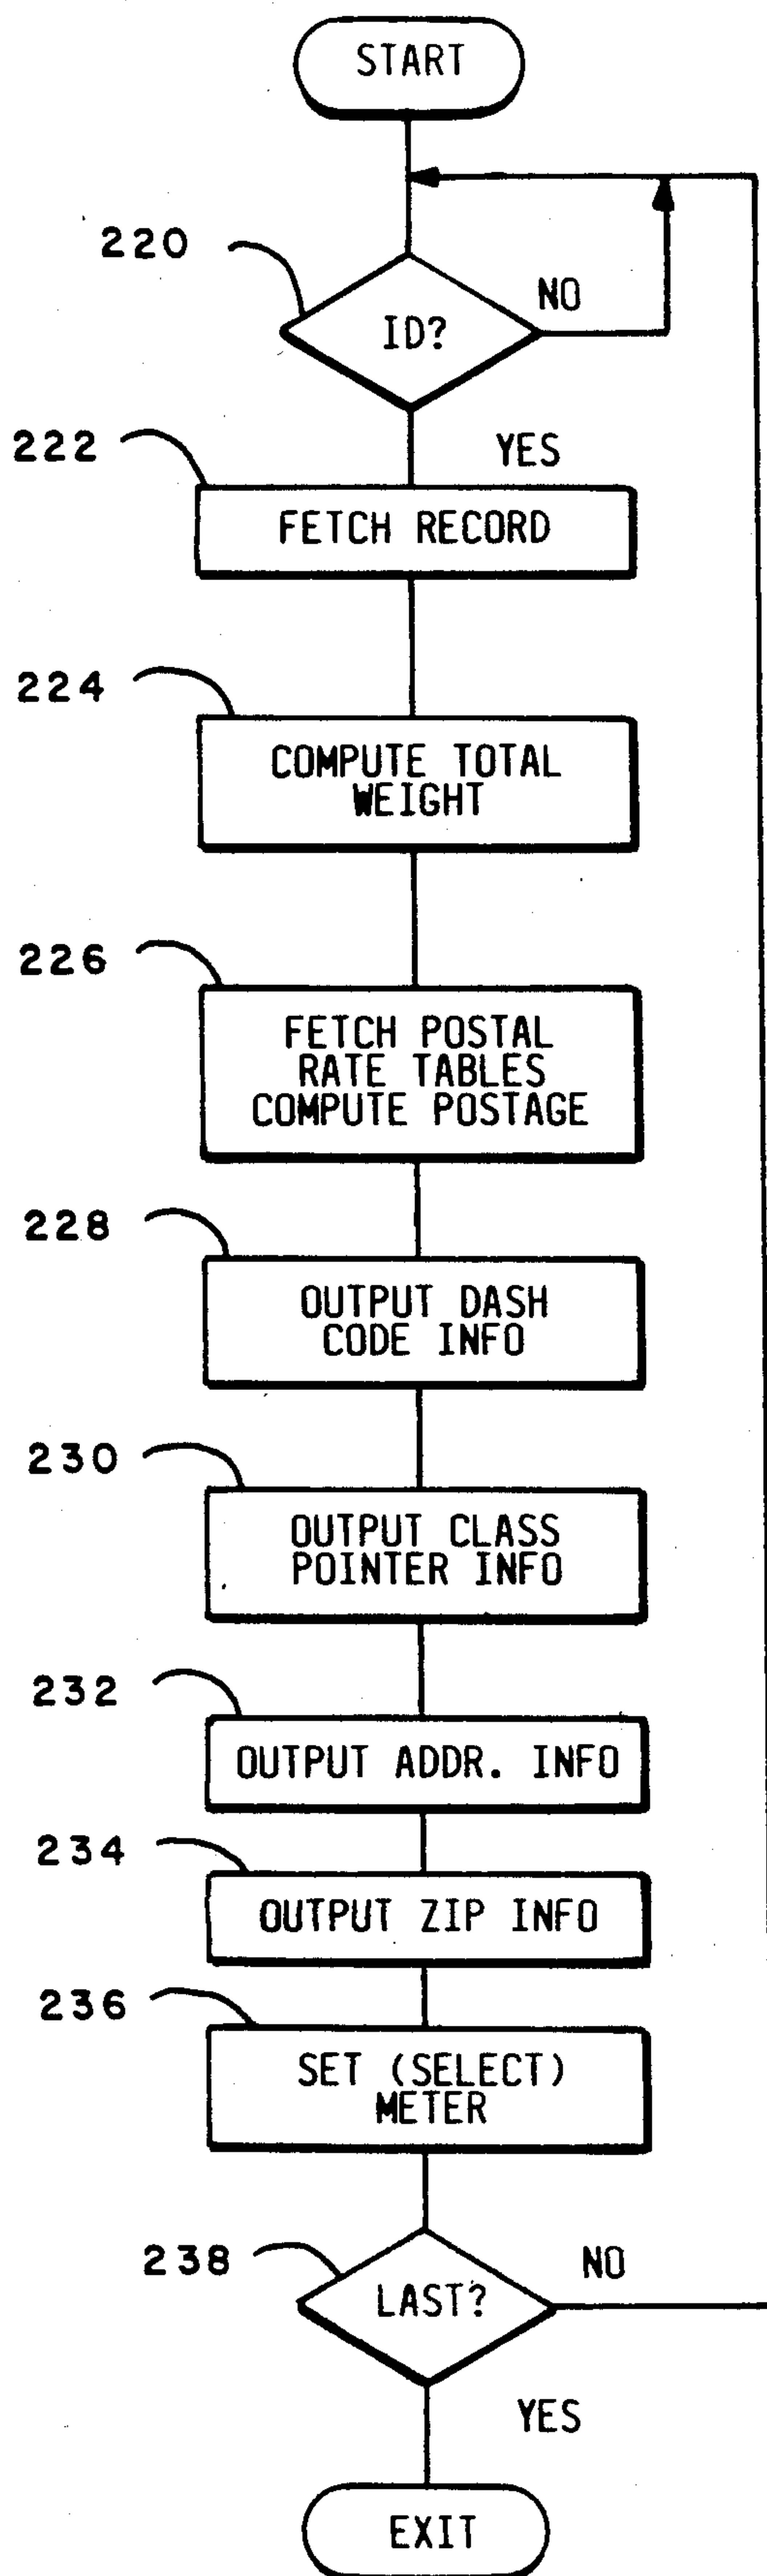 START
220
ID?
NO
YES
222
FETCH RECORD
224
COMPUTE TOTAL
WEIGHT
226
FETCH POSTAL
RATE TABLES
COMPUTE POSTAGE
228
OUTPUT DASH
CODE INFO
230
OUTPUT CLASS
POINTER INFO
232
OUTPUT ADDR. INFO
234
OUTPUT ZIP INFO
236
SET (SELECT)
METER
238
LAST?
NO
YES
EXIT